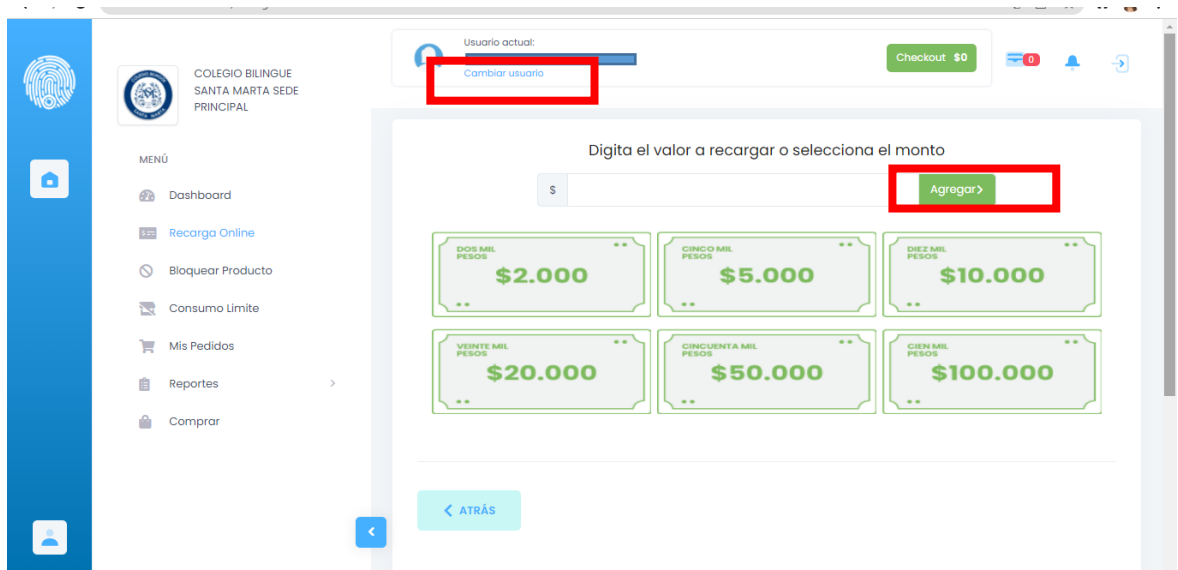 Usuario actual:
Cambiar usuario
Checkout $0
0
COLEGIO BILINGUE
SANTA MARTA SEDE
PRINCIPAL
MENÚ
Dashboard
Recarga Online
Bloquear Producto
Consumo Limite
Mis Pedidos
Reportes
Comprar
Digita el valor a recargar o selecciona el monto
$
Agregar
DOS MIL
PESOS
$2.000
CINCO MIL
PESOS
$5.000
DIEZ MIL
PESOS
$10.000
VEINTE MIL
PESOS
$20.000
CINCUENTA MIL
PESOS
$50.000
CIEN MIL
PESOS
$100.000
ATRÁS